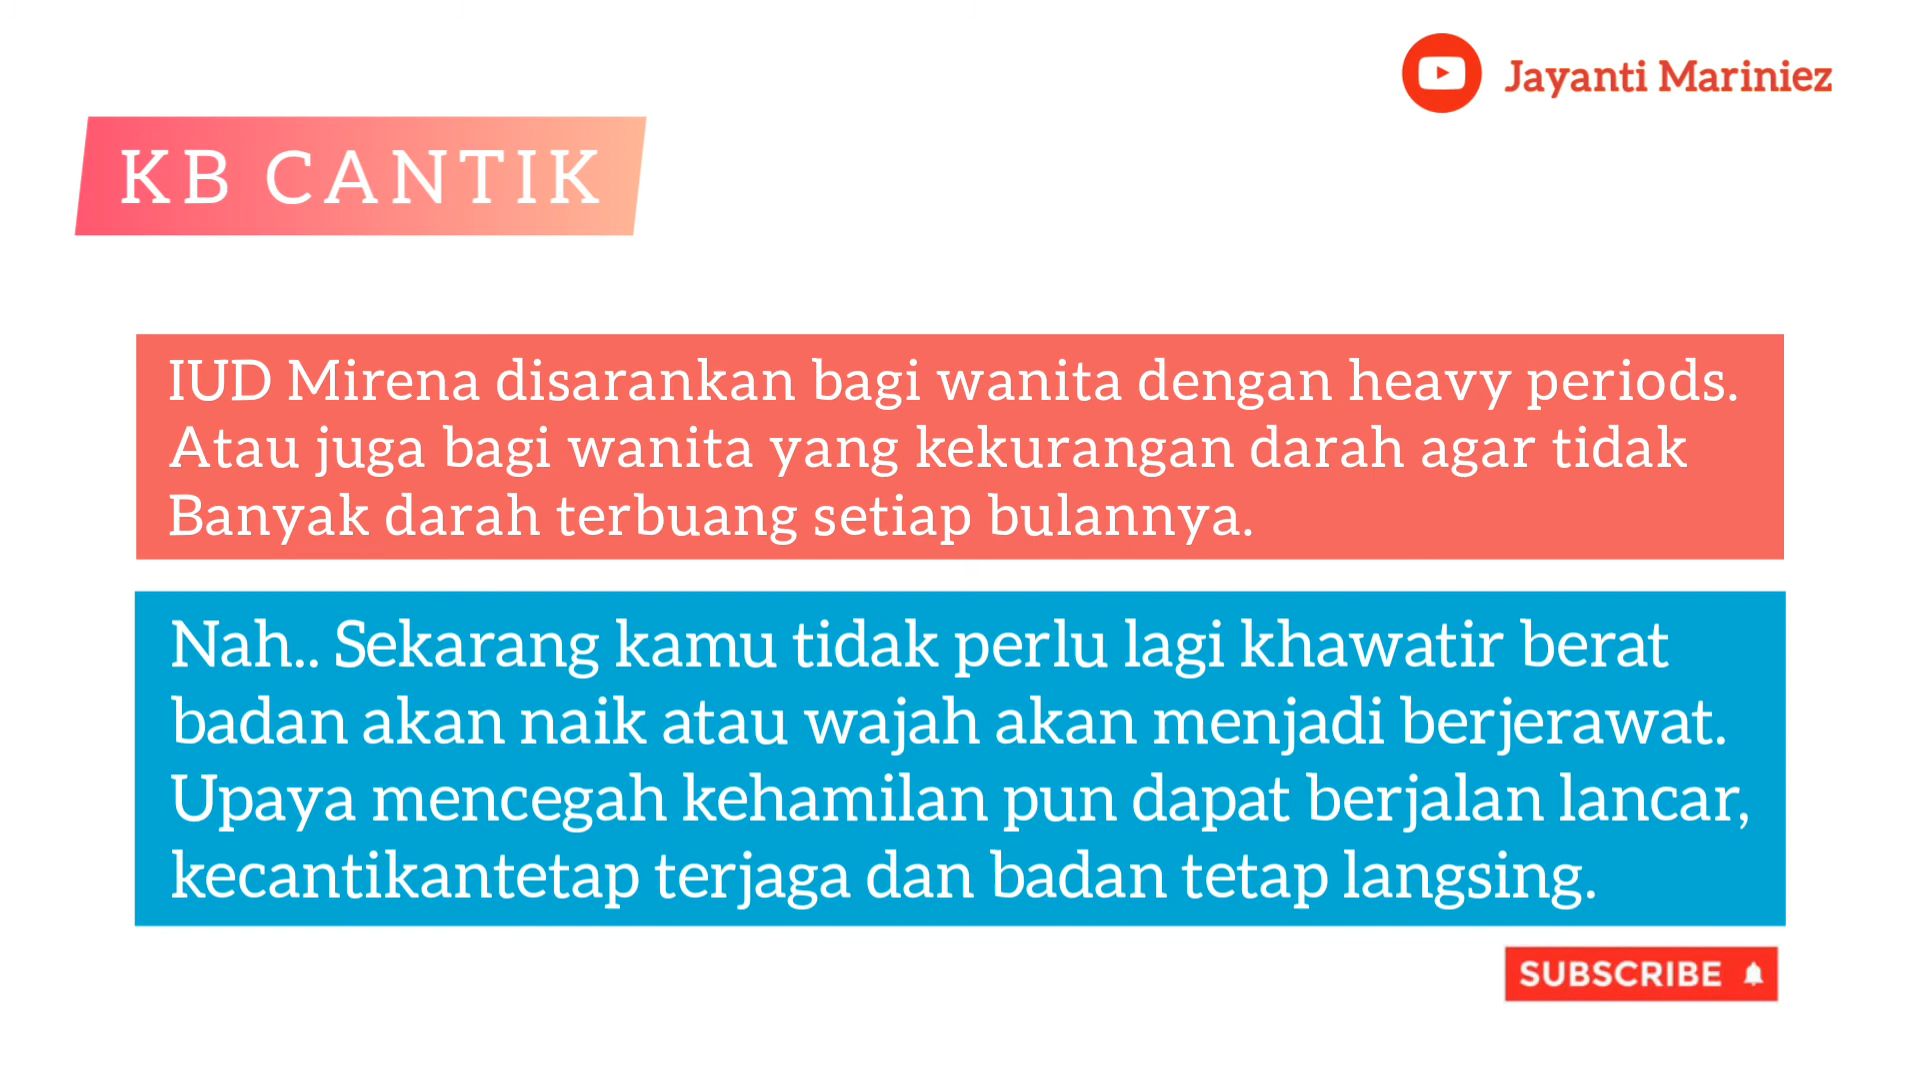 Jayanti Mariniez
KB CANTIK
IUD Mirena disarankan bagi wanita dengan heavy periods.
Atau juga bagi wanita yang kekurangan darah agar tidak
Banyak darah terbuang setiap bulannya.
Nah.. Sekarang kamu tidak perlu lagi khawatir berat
badan akan naik atau wajah akan menjadi berjerawat.
Upaya mencegah kehamilan pun dapat berjalan lancar,
kecantikantetap terjaga dan badan tetap langsing.
SUBSCRIBE